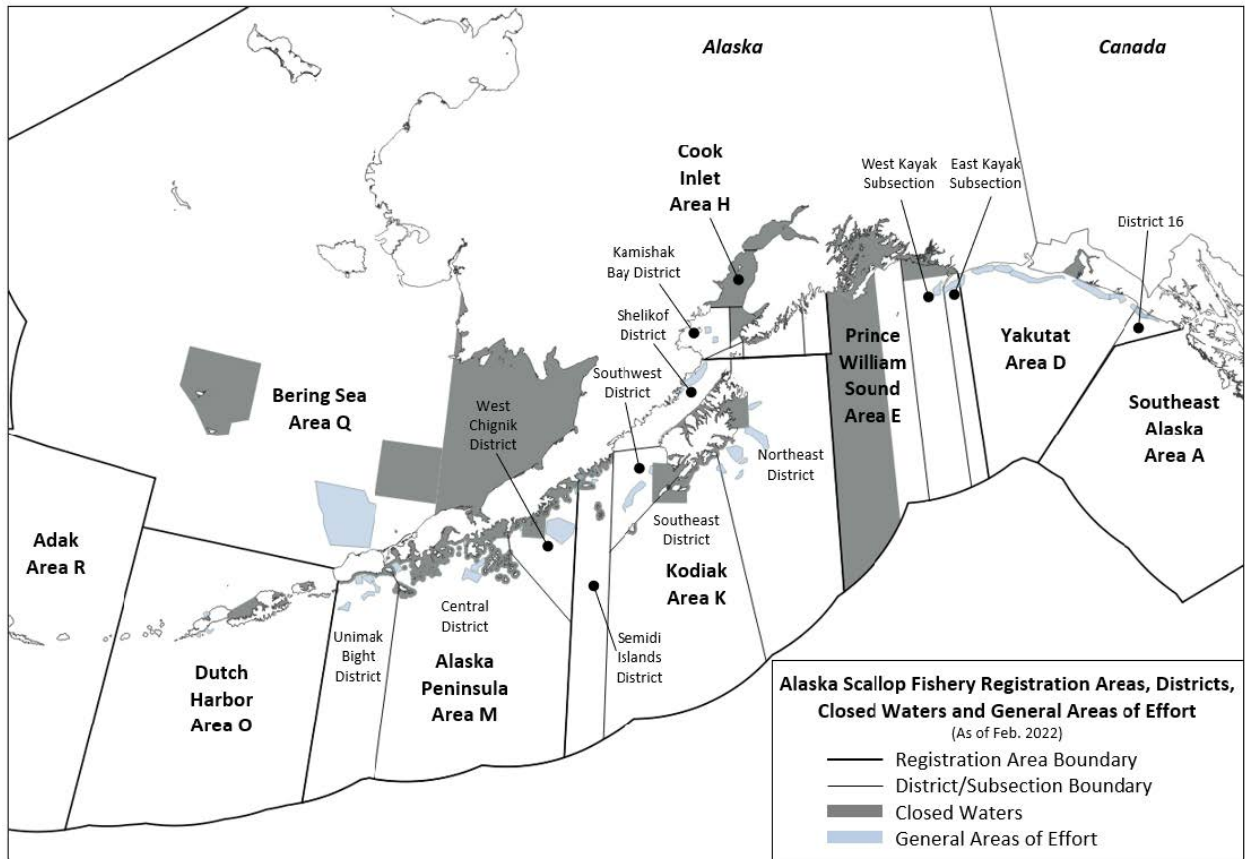 Alaska
Canada
Cook
Inlet
Area H
West Kayak
Subsection
East Kayak
Subsection
District 16
Kamishak
Bay District
Shelikof
District
Southwest
District
West
Chignik
District
Bering Sea
Area Q
Prince
William
Sound
Area E
Yakutat
Area D
Southeast
Alaska
Area A
Northeast
District
Southeast
District
Kodiak
Area K
Adak
Area R
Central
District
Unimak
Bight
District
Semidi
Islands
District
Dutch
Harbor
Area O
Alaska
Peninsula
Area M
Alaska Scallop Fishery Registration Areas, Districts,
Closed Waters and General Areas of Effort
(As of Feb. 2022)
Registration Area Boundary
District/Subsection Boundary
Closed Waters
General Areas of Effort